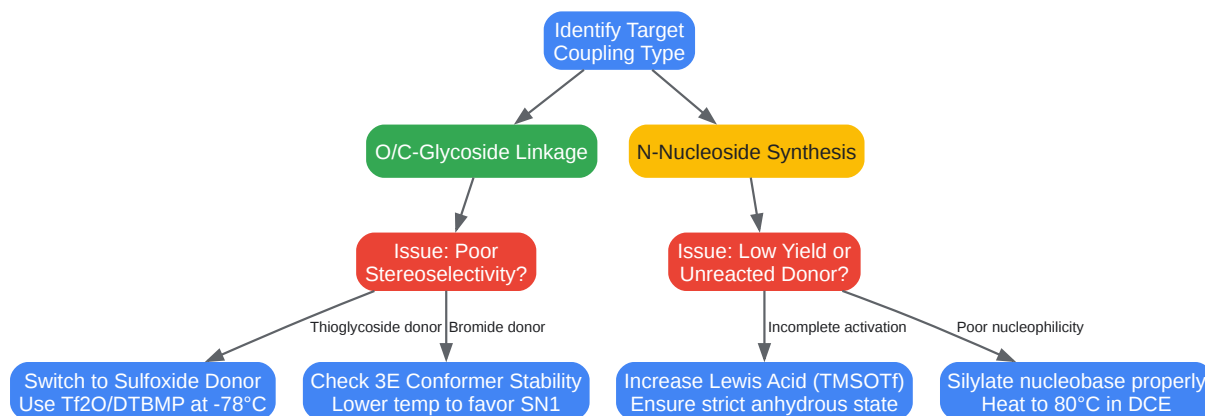 Identify Target
Coupling Type
O/C-Glycoside Linkage
N-Nucleoside Synthesis
Issue: Poor
Stereoselectivity?
Issue: Low Yield or
Unreacted Donor?
Thioglycoside donor
Bromide donor
Incomplete activation
Poor nucleophilicity
Switch to Sulfoxide Donor
Use Tf2O/DTBMP at -78°C
Check 3E Conformer Stability
Lower temp to favor SN1
Increase Lewis Acid (TMSOTf)
Ensure strict anhydrous state
Silylate nucleobase properly
Heat to 80°C in DCE